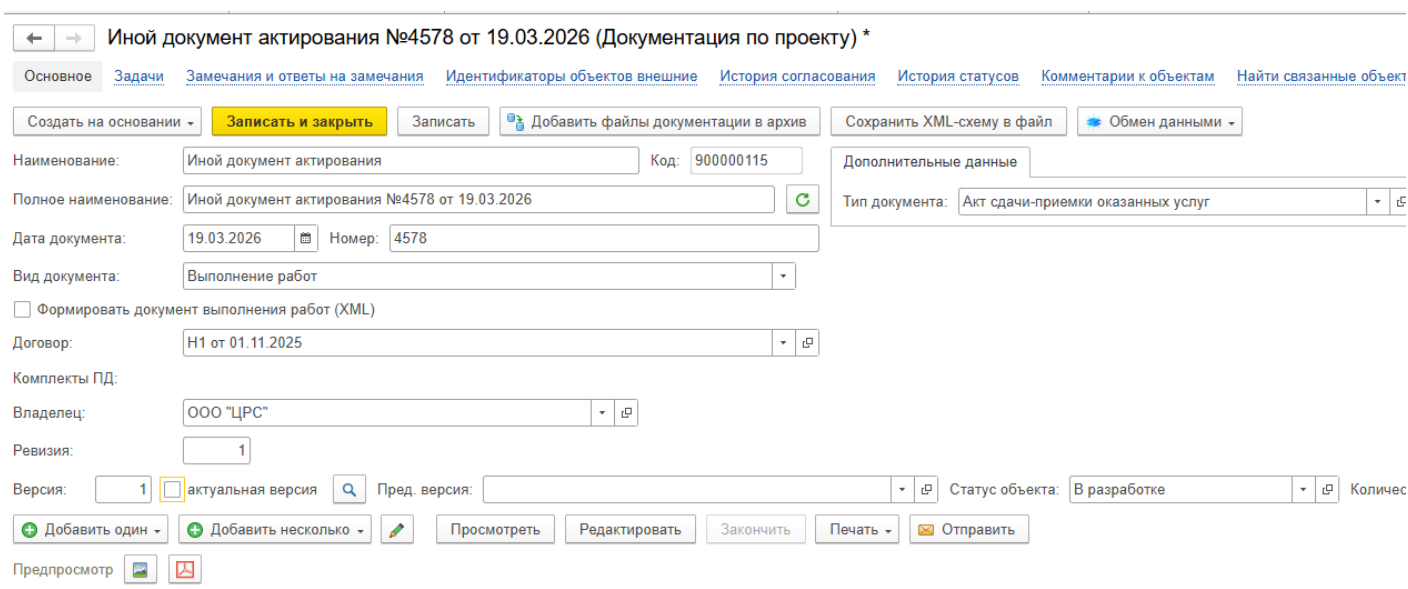 Иной документ актирования №4578 от 19.03.2026 (Документация по проекту) *
Основное Задачи Замечания и ответы на замечания Идентификаторы объектов внешние История согласования История статусов Комментарии к объектам Найти связанные объект
Создать на основании Записать и закрыть Записать Добавить файлы документации в архив Сохранить XML-схему в файл Обмен данными
Наименование: Иной документ актирования Код: 900000115 Дополнительные данные
Полное наименование: Иной документ актирования №4578 от 19.03.2026 Тип документа: Акт сдачи-приемки оказанных услуг
Дата документа: 19.03.2026 Номер: 4578
Вид документа: Выполнение работ
Формировать документ выполнения работ (XML)
Договор: Н1 от 01.11.2025
Комплекты ПД:
Владелец: ООО "ЦРС"
Ревизия: 1
Версия: 1 актуальная версия Пред. версия: Статус объекта: В разработке Количес
Добавить один Добавить несколько Просмотреть Редактировать Закончить Печать Отправить
Предпросмотр